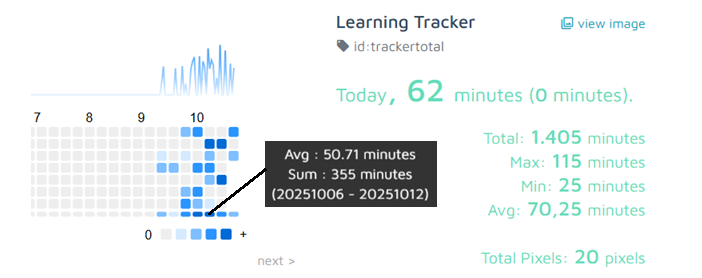 Learning Tracker
view image
id:trackertotal
Today, 62 minutes (0 minutes).
7 8 9 10
Avg : 50.71 minutes
Sum : 355 minutes
(20251006 - 20251012)
Total: 1.405 minutes
Max: 115 minutes
Min: 25 minutes
Avg: 70,25 minutes
0 +
next >
Total Pixels: 20 pixels